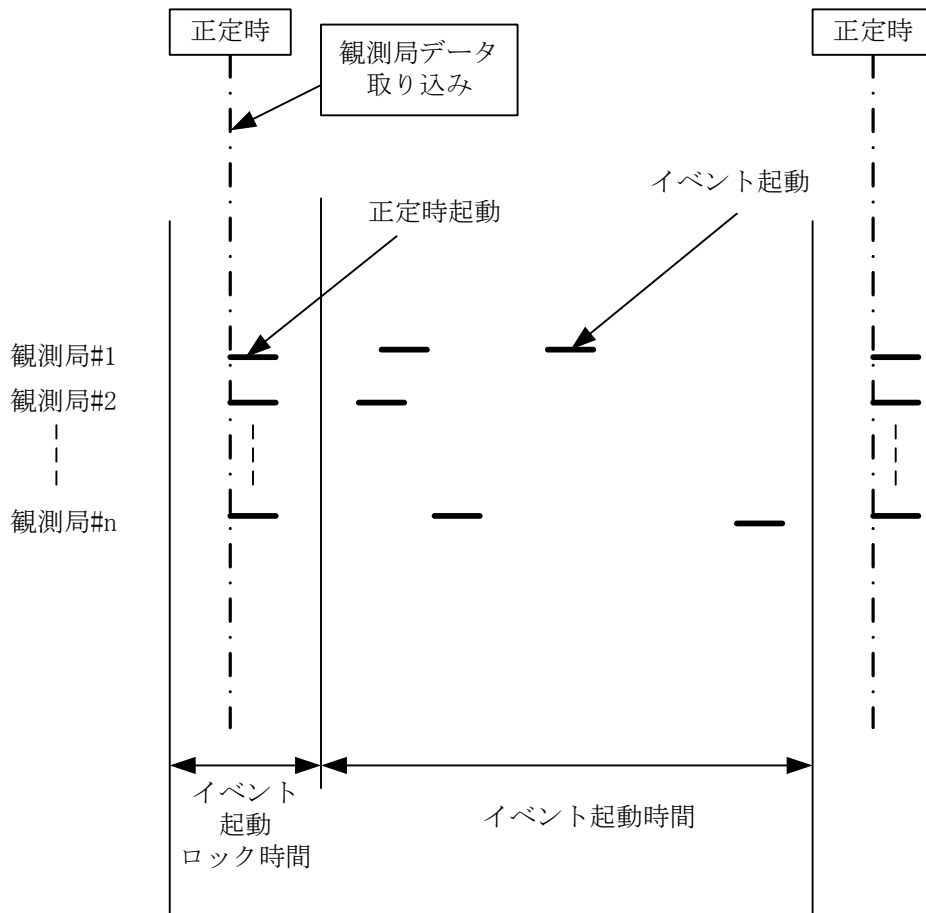 正定時
正定時
観測局データ
取り込み
イベント起動
正定時起動
観測局#1
観測局#2
観測局#n
イベント
起動
ロック時間
イベント起動時間